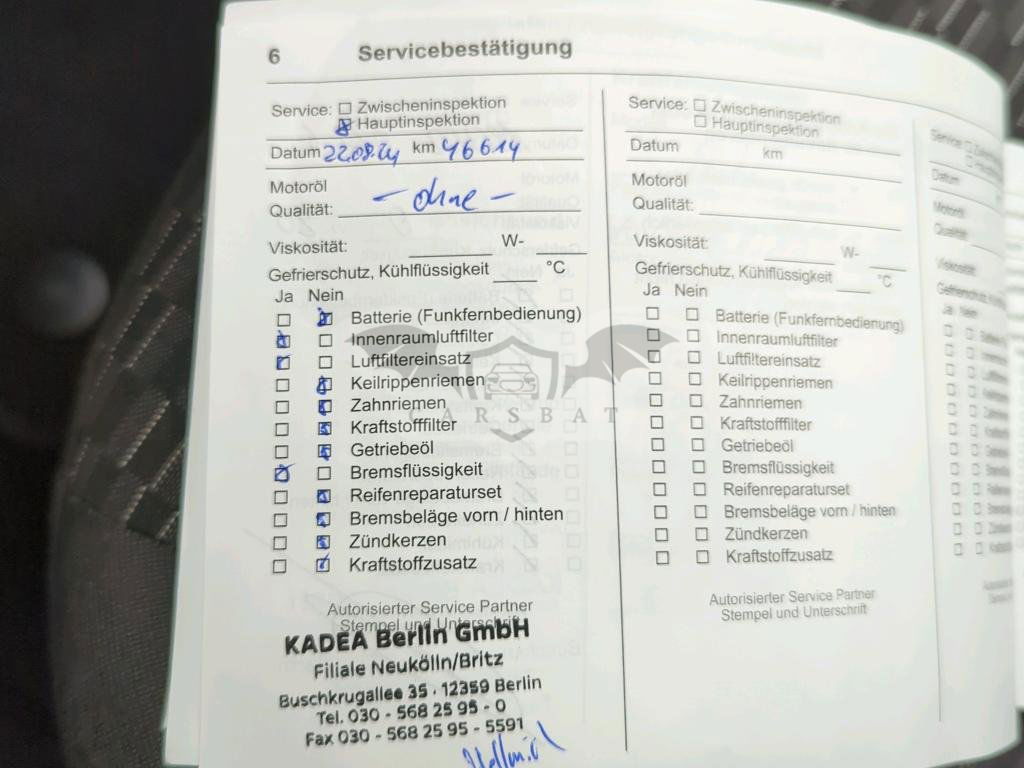 6 Servicebestätigung
Service: Zwischeninspektion
Hauptinspektion
Datum 22.08.24 km 46614
Motoröl
Qualität: - ohne -
Viskosität: W-
Gefrierschutz, Kühlflüssigkeit °C
Ja Nein
Batterie (Funkfernbedienung)
Innenraumluftfilter
Luftfiltereinsatz
Keilrippenriemen
Zahnriemen
Kraftstofffilter
Getriebeöl
Bremsflüssigkeit
Reifenreparaturset
Bremsbeläge vorn / hinten
Zündkerzen
Kraftstoffzusatz
Autorisierter Service Partner
Stempel und Unterschrift
KADEA Berlin GmbH
Filiale Neukölln/Britz
Buschkrugallee 35 · 12359 Berlin
Tel. 030 - 568 25 95 - 0
Fax 030 - 568 25 95 - 5591
Service: Zwischeninspektion
Hauptinspektion
Datum km
Motoröl
Qualität:
Viskosität: W-
Gefrierschutz, Kühlflüssigkeit °C
Ja Nein
Batterie (Funkfernbedienung)
Innenraumluftfilter
Luftfiltereinsatz
Keilrippenriemen
Zahnriemen
Kraftstofffilter
Getriebeöl
Bremsflüssigkeit
Reifenreparaturset
Bremsbeläge vorn / hinten
Zündkerzen
Kraftstoffzusatz
Autorisierter Service Partner
Stempel und Unterschrift
CARSBAT